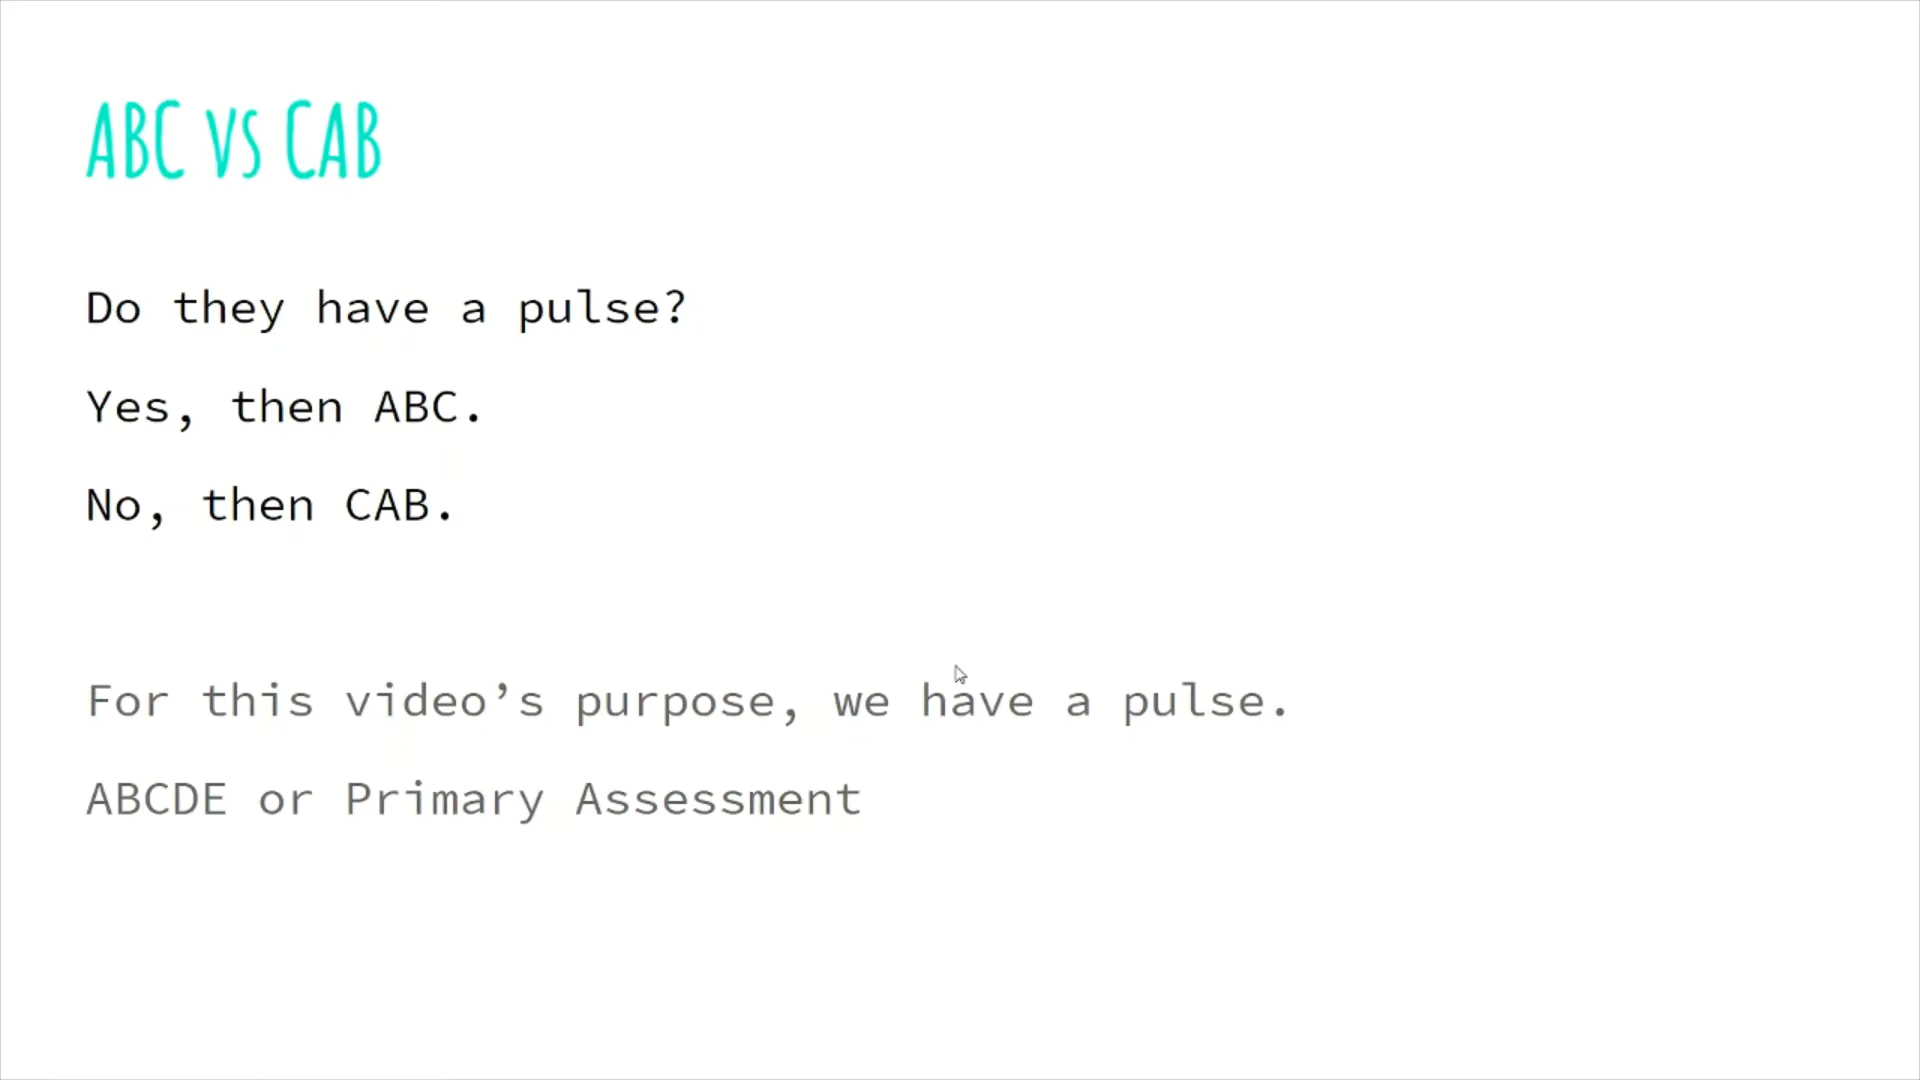 ABC vs CAB
Do they have a pulse?
Yes, then ABC.
No, then CAB.
For this video’s purpose, we have a pulse.
ABCDE or Primary Assessment